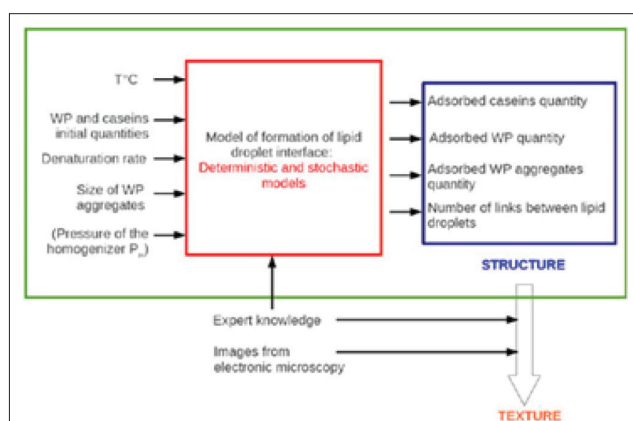 T°C
WP and caseins
initial quantities
Denaturation rate
Size of WP
aggregates
(Pressure of the
homogenizer P )
Model of formation of lipid
droplet interface:
Deterministic and stochastic
models
Adsorbed caseins quantity
Adsorbed WP quantity
Adsorbed WP aggregates
quantity
Number of links between lipid
droplets
STRUCTURE
Expert knowledge
Images from
electronic microscopy
TEXTURE